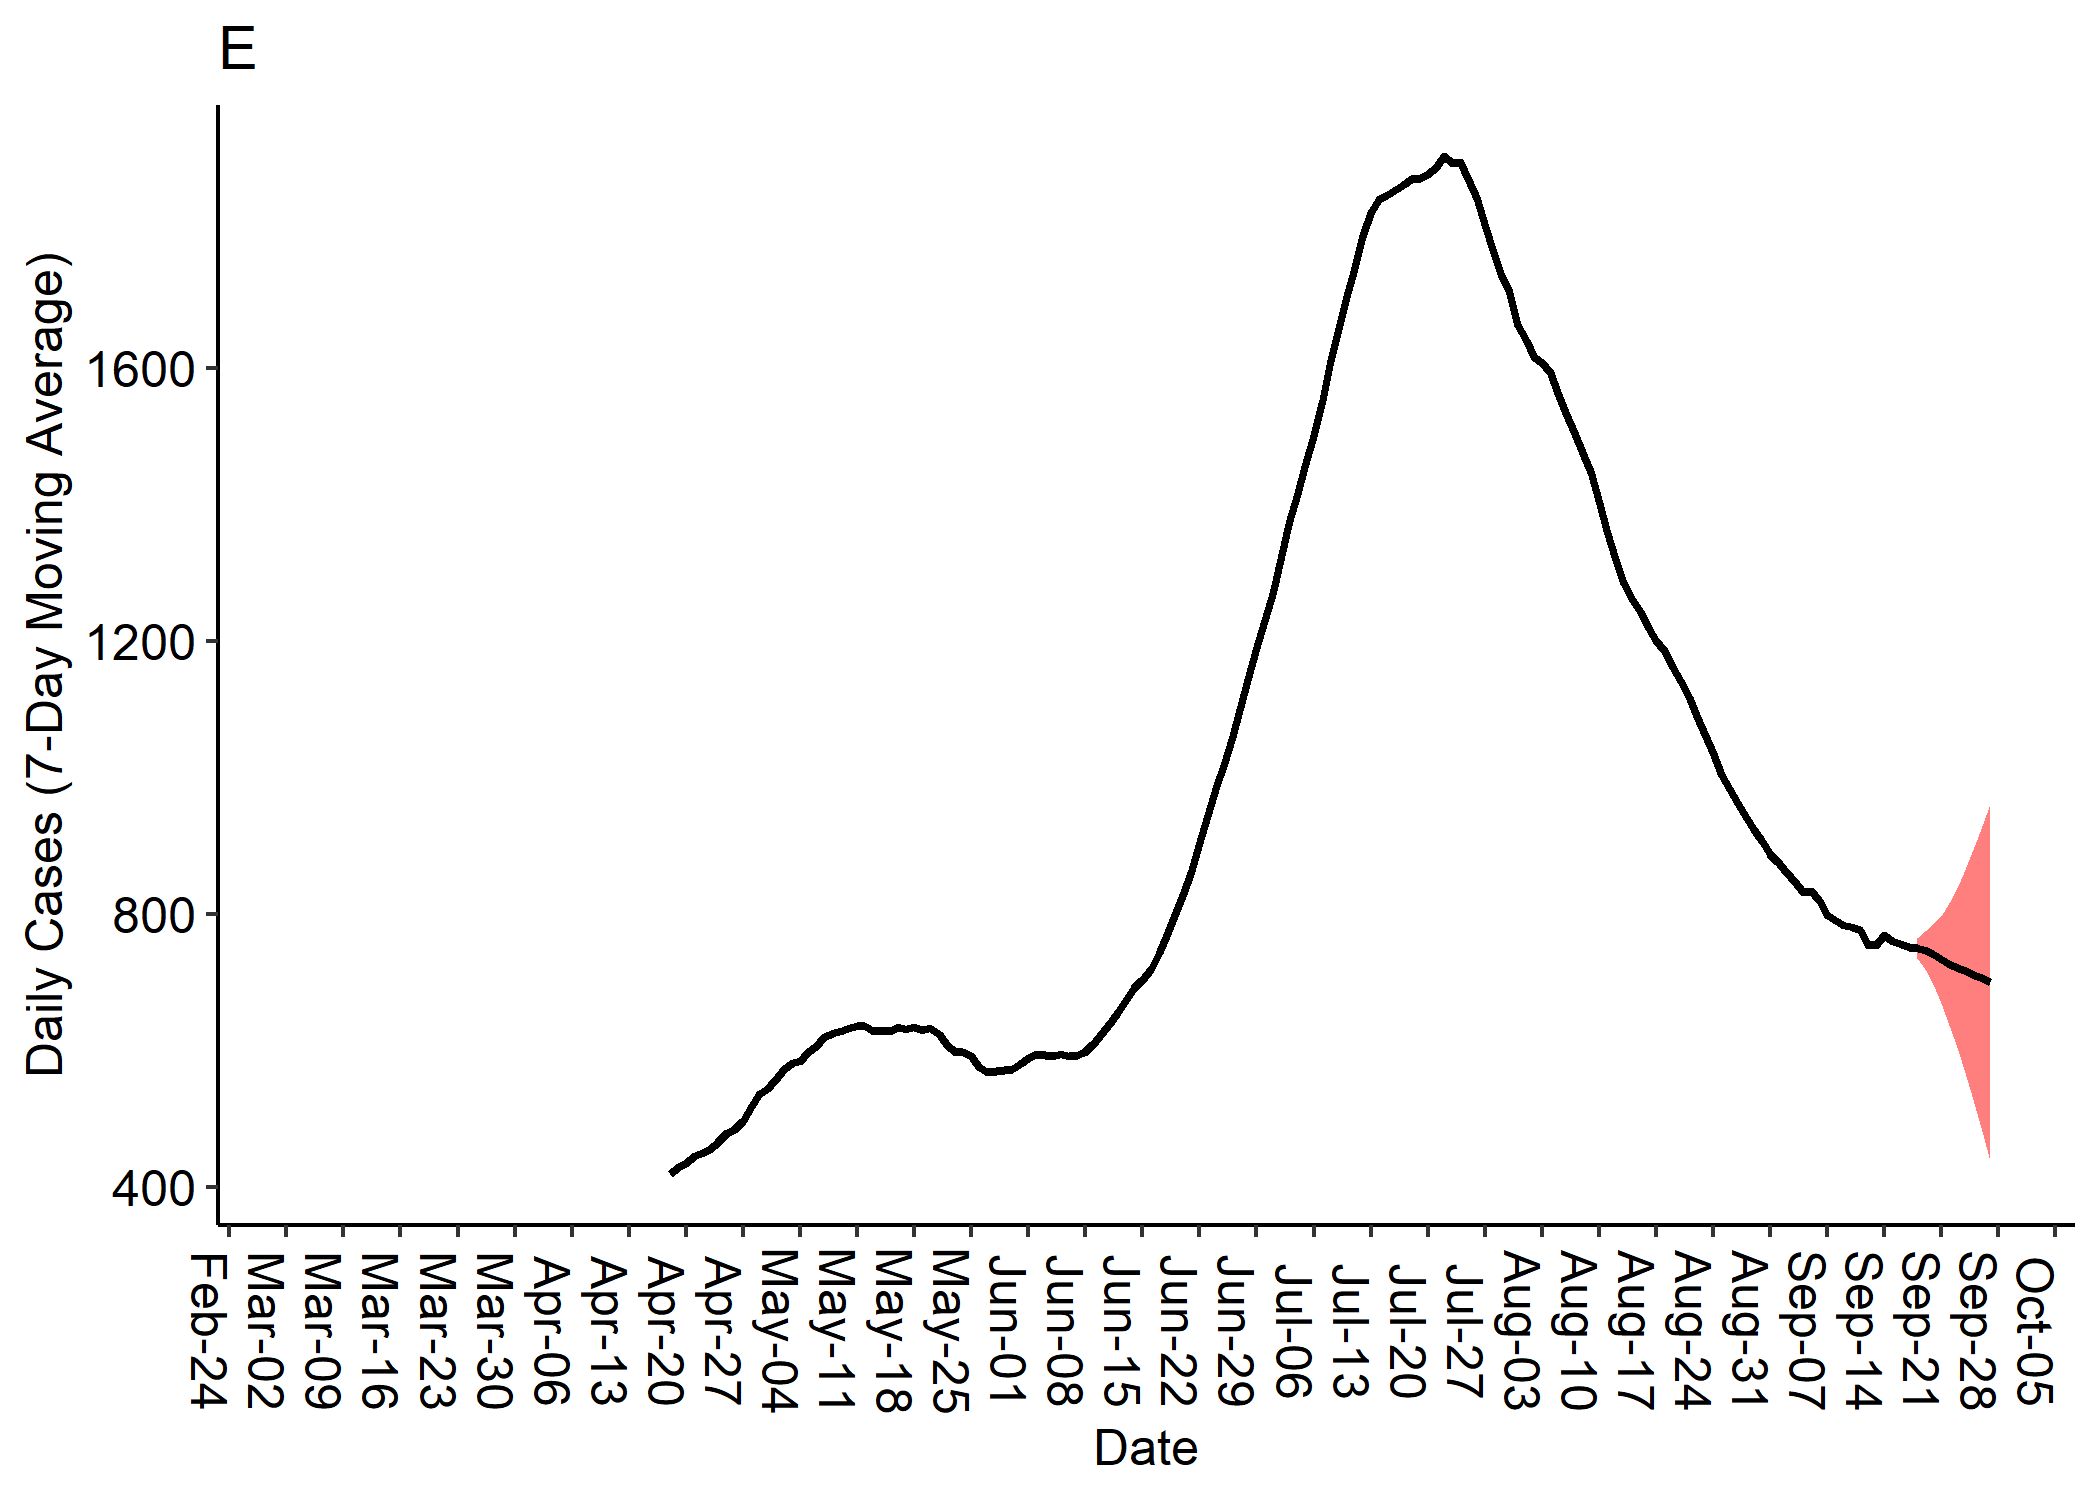 E
Daily Cases (7-Day Moving Average)
1600
1200
800
400
Feb-24
Mar-02
Mar-09
Mar-16
Mar-23
Mar-30
Apr-06
Apr-13
Apr-20
Apr-27
May-04
May-11
May-18
May-25
Jun-01
Jun-08
Jun-15
Jun-22
Jun-29
Jul-06
Jul-13
Jul-20
Jul-27
Aug-03
Aug-10
Aug-17
Aug-24
Aug-31
Sep-07
Sep-14
Sep-21
Sep-28
Oct-05
Date